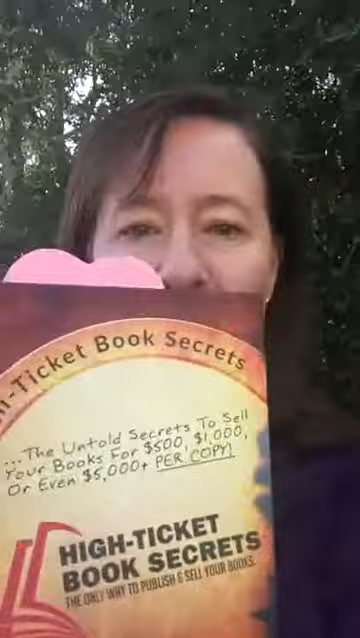 Ticket Book Secrets
...The Untold Secrets To Sell
Your Books For $500, $1,000,
Or Even $5,000+ PER COPY!
HIGH-TICKET
BOOK SECRETS
THE ONLY WAY TO PUBLISH & SELL YOUR BOOKS.